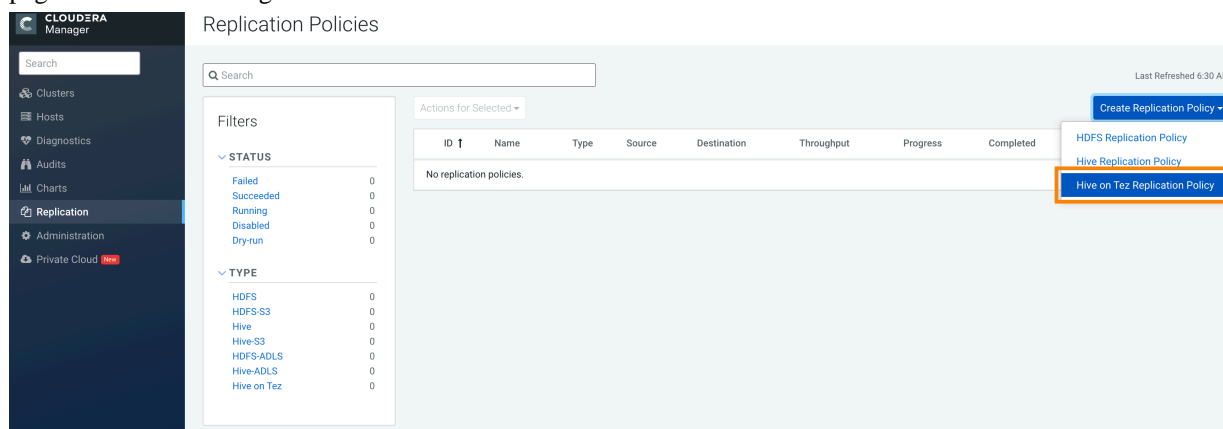 CLOUDERA
Manager
Replication Policies
Search
Clusters
Hosts
Diagnostics
Audits
Charts
Replication
Administration
Private Cloud New
Search
Last Refreshed 6:30
Filters
STATUS
Failed 0
Succeeded 0
Running 0
Disabled 0
Dry-run 0
TYPE
HDFS 0
HDFS-S3 0
Hive 0
Hive-S3 0
HDFS-ADLS 0
Hive-ADLS 0
Hive on Tez 0
Actions for Selected
Create Replication Policy
ID Name Type Source Destination Throughput Progress Completed
No replication policies.
HDFS Replication Policy
Hive Replication Policy
Hive on Tez Replication Policy